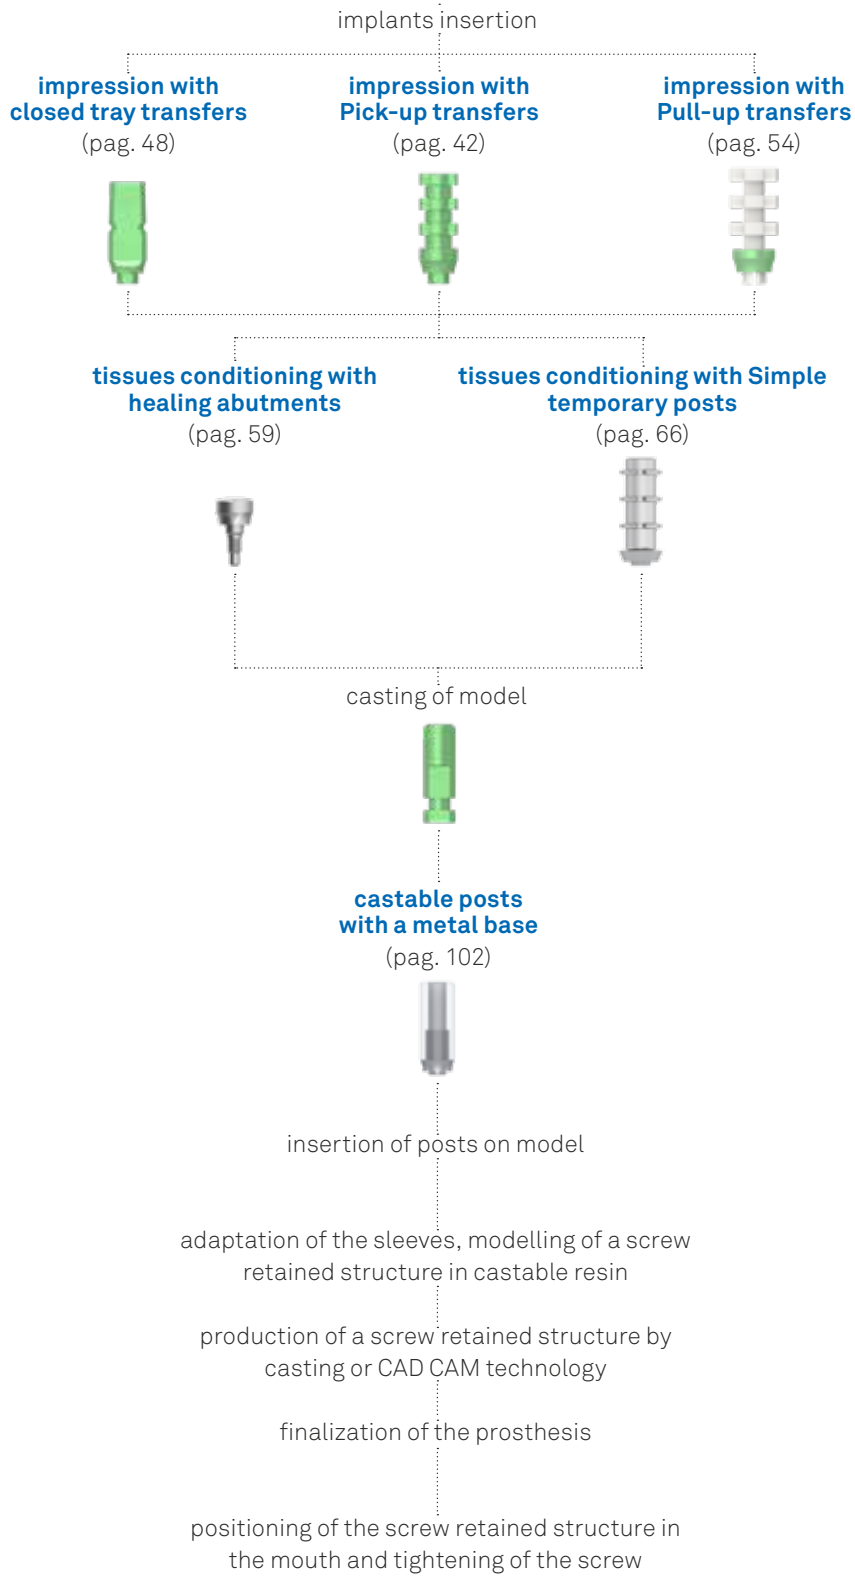 implants insertion
impression with
closed tray transfers
(pag. 48)
impression with
Pick-up transfers
(pag. 42)
impression with
Pull-up transfers
(pag. 54)
tissues conditioning with
healing abutments
(pag. 59)
tissues conditioning with Simple
temporary posts
(pag. 66)
casting of model
castable posts
with a metal base
(pag. 102)
insertion of posts on model
adaptation of the sleeves, modelling of a screw
retained structure in castable resin
production of a screw retained structure by
casting or CAD CAM technology
finalization of the prosthesis
positioning of the screw retained structure in
the mouth and tightening of the screw